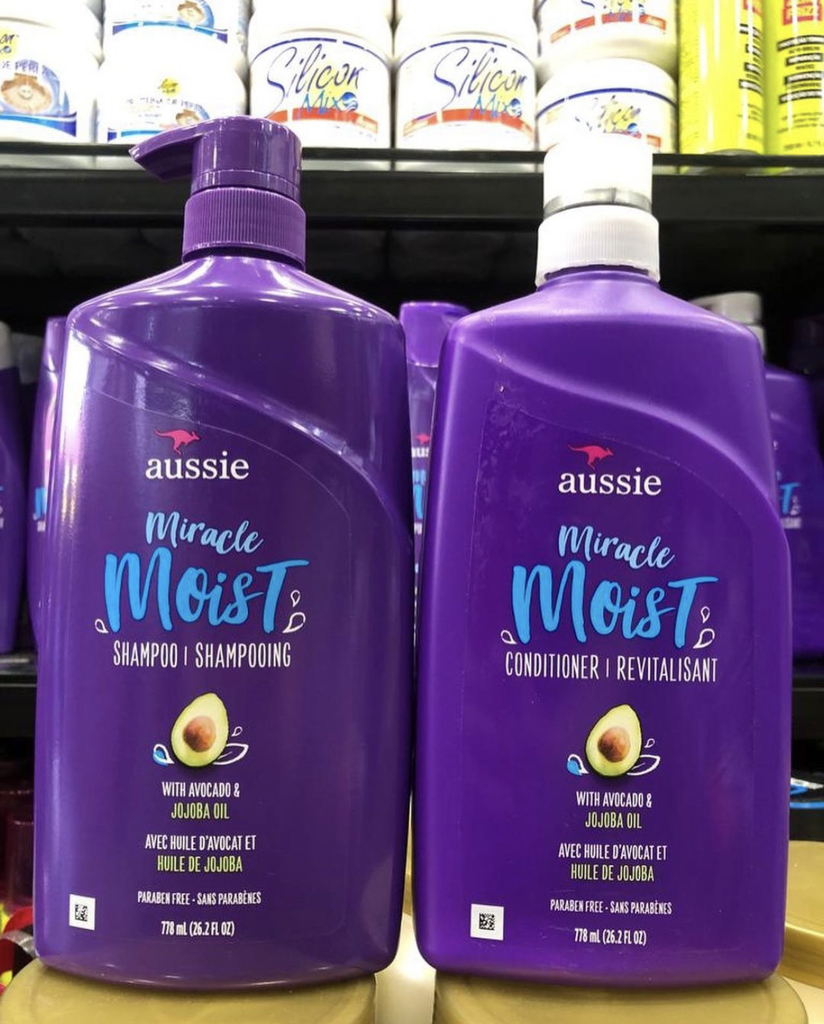 Silicon
Mix
Silicon
Mix
Silicon
Mix
aussie
Miracle
Moist
SHAMPOO | SHAMPOOING
WITH AVOCADO &
JOJOBA OIL
AVEC HUILE D'AVOCAT ET
HUILE DE JOJOBA
PARABEN FREE - SANS PARABÈNES
778 mL (26.2 FL OZ)
aussie
Miracle
Moist
CONDITIONER | REVITALISANT
WITH AVOCADO &
JOJOBA OIL
AVEC HUILE D'AVOCAT ET
HUILE DE JOJOBA
PARABEN FREE - SANS PARABÈNES
778 mL (26.2 FL OZ)